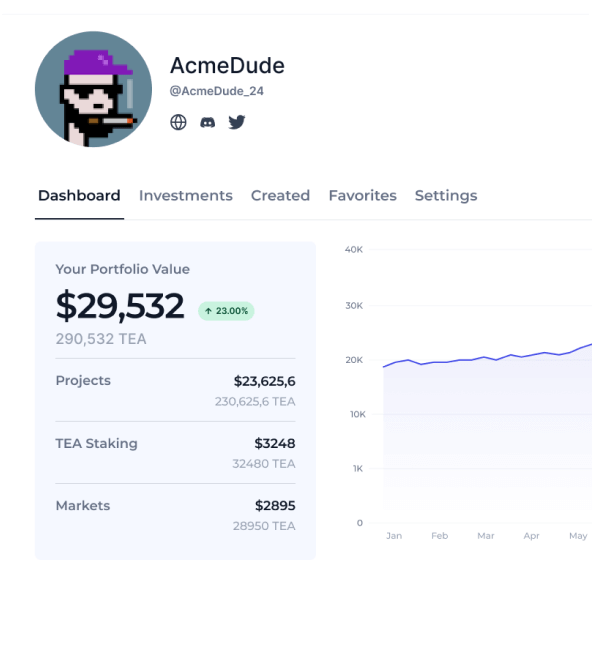 AcmeDude
@AcmeDude_24
Dashboard Investments Created Favorites Settings
Your Portfolio Value
$29,532 ↑ 23.00%
290,532 TEA
Projects $23,625,6
230,625,6 TEA
TEA Staking $3248
32480 TEA
Markets $2895
28950 TEA
40K
30K
20K
10K
1K
0
Jan Feb Mar Apr May